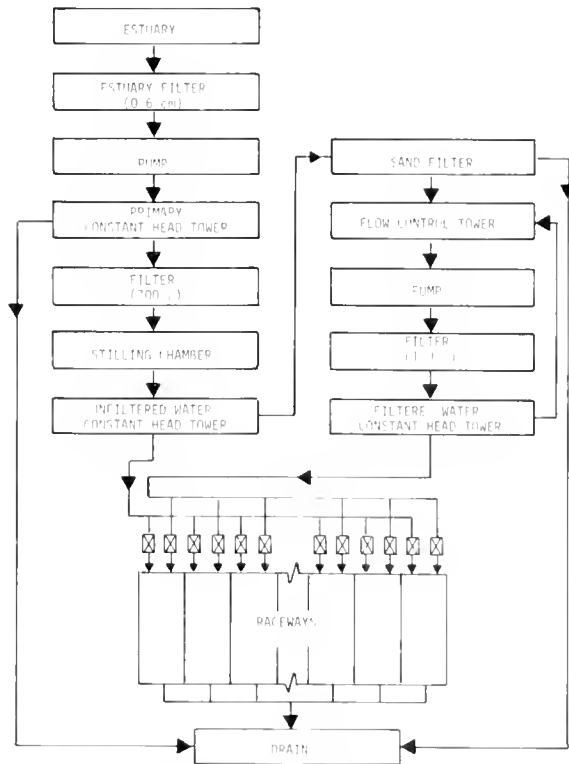 ESTUARY
ESTUARY FILTER
(0.6 cm)
PUMP
PRIMARY
CONSTANT HEAD TOWER
FILTER
STILLING CHAMBER
UNFILTERED WATER
CONSTANT HEAD TOWER
SAND FILTER
FLOW CONTROL TOWER
PUMP
FILTER
FILTERE WATER
CONSTANT HEAD TOWER
RACEWAYS
DRAIN